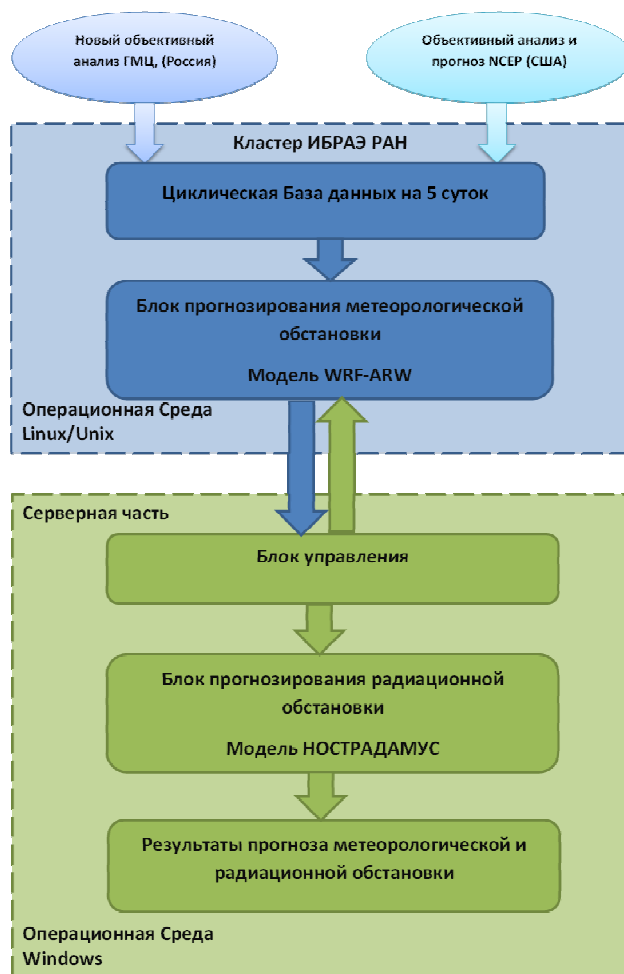 Новый объективный
анализ ГМЦ, (Россия)
Объективный анализ и
прогноз NCEP (США)
Кластер ИБРАЭ РАН
Циклическая База данных на 5 суток
Блок прогнозирования метеорологической
обстановки
Модель WRF-ARW
Операционная Среда
Linux/Unix
Серверная часть
Блок управления
Блок прогнозирования радиационной
обстановки
Модель НОСТРАДАМУС
Результаты прогноза метеорологической и
радиационной обстановки
Операционная Среда
Windows